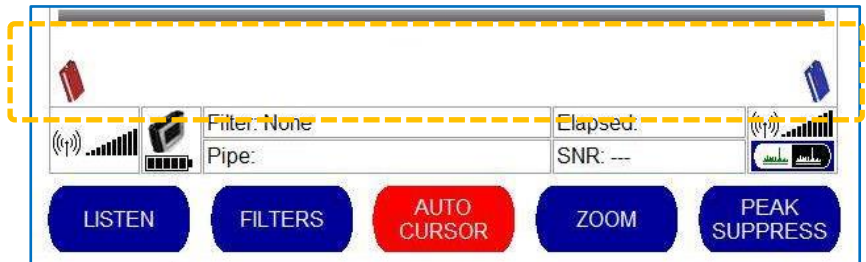 Filter: None
Elapsed:
Pipe:
SNR: ---
LISTEN
FILTERS
AUTO
CURSOR
ZOOM
PEAK
SUPPRESS